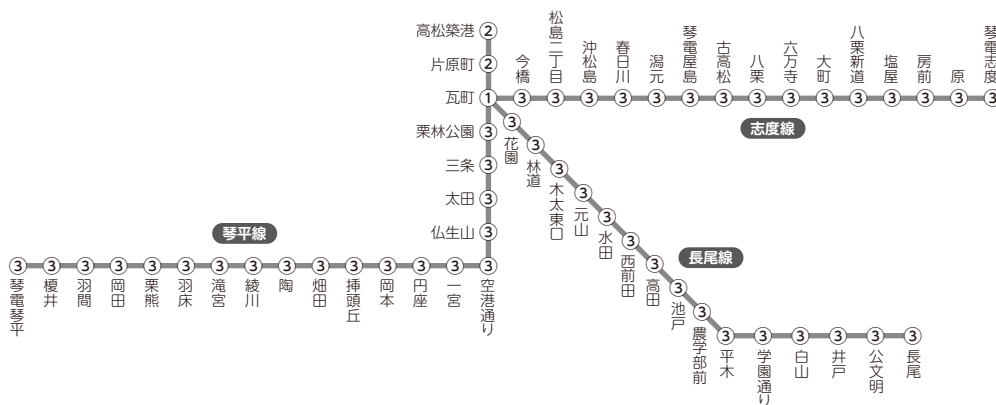 高松築港 ②
片原町 ②
瓦町 ①
栗林公園 ③
三条 ③
太田 ③
仏生山 ③
空港通り ③
今橋 ③
松島二丁目 ③
沖松島 ③
春日川 ③
潟元 ③
琴電屋島 ③
古高松 ③
八栗 ③
六万寺 ③
大町 ③
八栗新道 ③
塩屋 ③
房前 ③
原 ③
琴電志度 ③
志度線
花園 ③
林道 ③
木太東口 ③
元山 ③
水田 ③
西前田 ③
高田 ③
池戸 ③
農学部前 ③
平木 ③
学園通り ③
白山 ③
井戸 ③
公文明 ③
長尾 ③
長尾線
琴平線
琴電琴平 ③
榎井 ③
羽間 ③
岡田 ③
栗熊 ③
羽床 ③
滝宮 ③
綾川 ③
陶 ③
畑田 ③
挿頭丘 ③
岡本 ③
円座 ③
一宮 ③